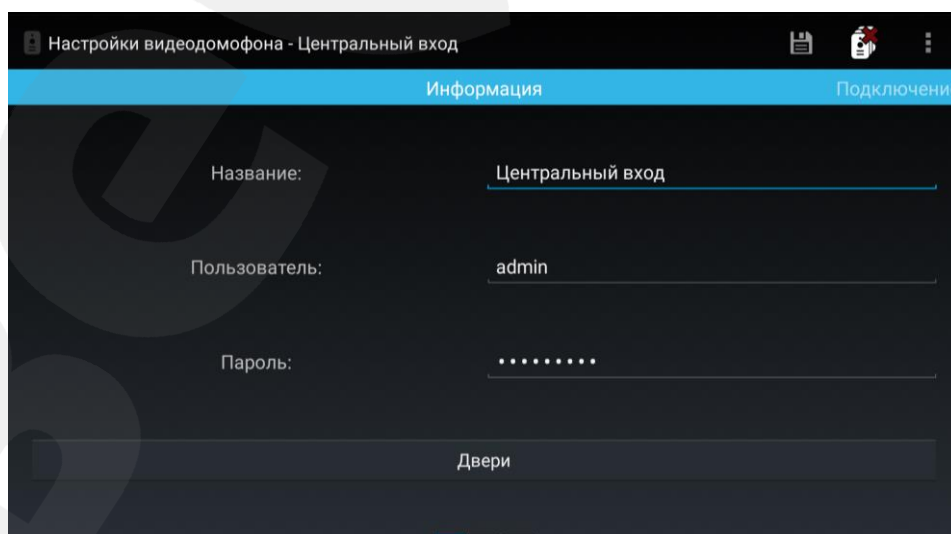 Настройки видеодомофона - Центральный вход
Информация
Подключени
Название:
Центральный вход
Пользователь:
admin
Пароль:
•••••••••
Двери